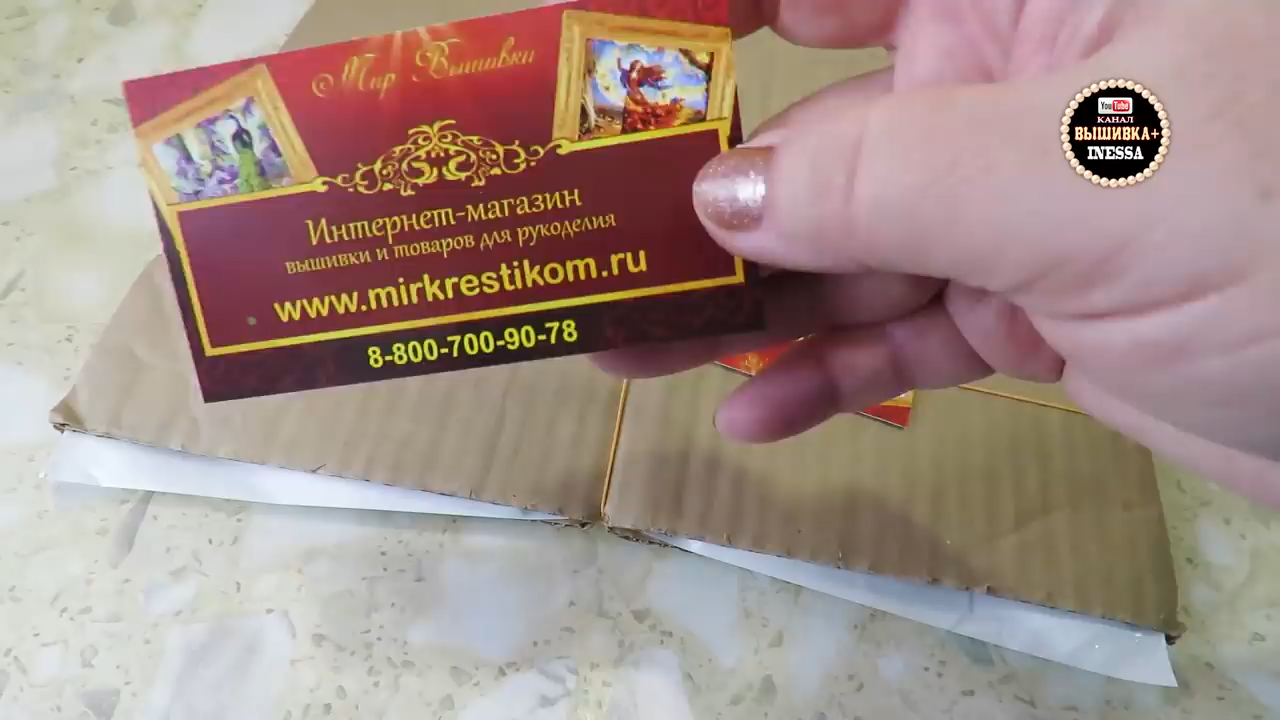 Мир Вышивки
Интернет-магазин
вышивки и товаров для рукоделия
www.mirkrestikom.ru
8-800-700-90-78
YouTube
КАНАЛ
ВЫШИВКА+
INESSA